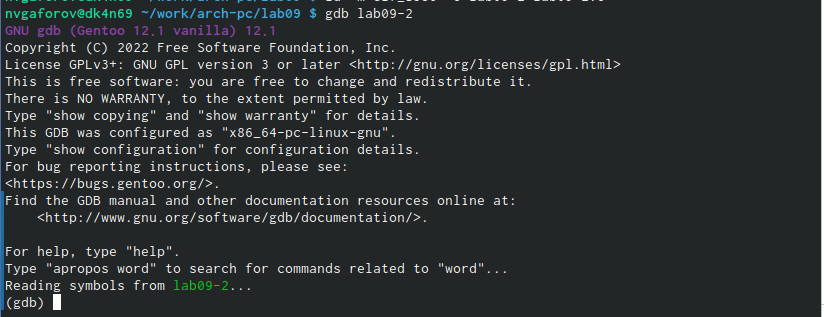 nvgaforov@dk4n69 ~/work/arch-pc/lab09 $ gdb lab09-2
GNU gdb (Gentoo 12.1 vanilla) 12.1
Copyright (C) 2022 Free Software Foundation, Inc.
License GPLv3+: GNU GPL version 3 or later <http://gnu.org/licenses/gpl.html>
This is free software: you are free to change and redistribute it.
There is NO WARRANTY, to the extent permitted by law.
Type "show copying" and "show warranty" for details.
This GDB was configured as "x86_64-pc-linux-gnu".
Type "show configuration" for configuration details.
For bug reporting instructions, please see:
<https://bugs.gentoo.org/>.
Find the GDB manual and other documentation resources online at:
    <http://www.gnu.org/software/gdb/documentation/>.

For help, type "help".
Type "apropos word" to search for commands related to "word"...
Reading symbols from lab09-2...
(gdb)